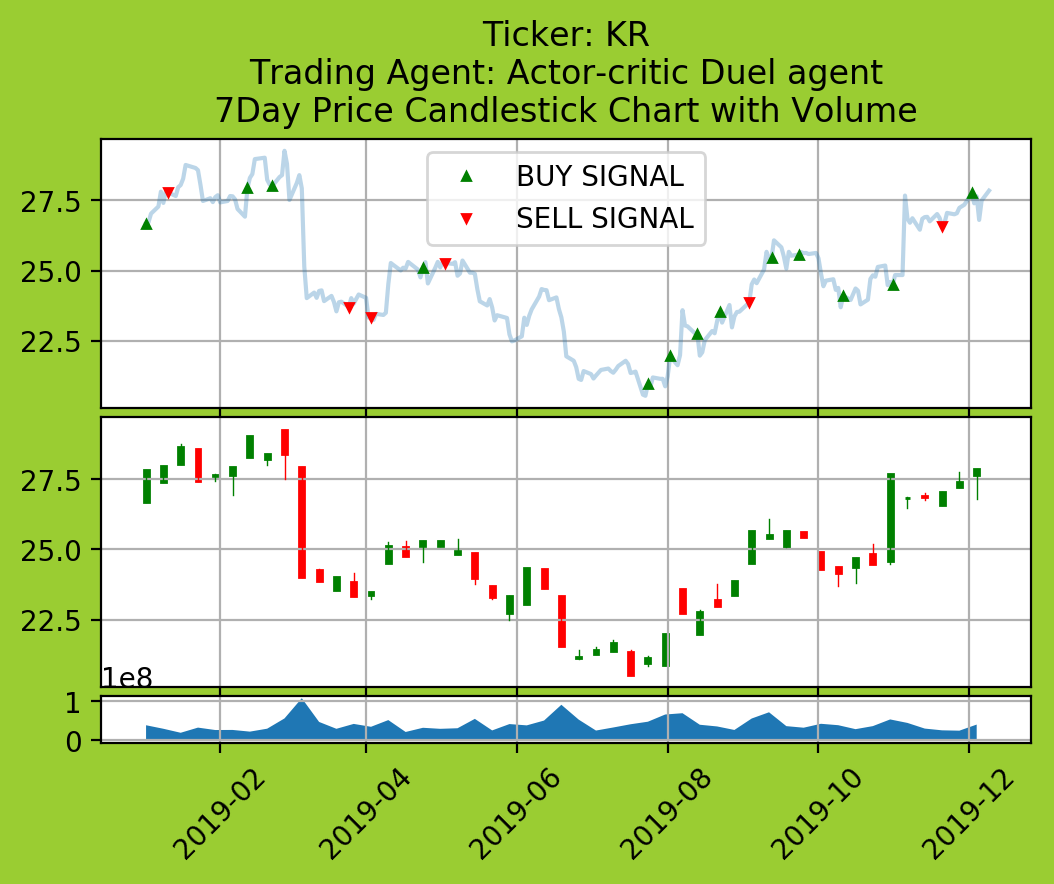 Ticker: KR
Trading Agent: Actor-critic Duel agent
7Day Price Candlestick Chart with Volume
BUY SIGNAL
SELL SIGNAL
27.5
25.0
22.5
27.5
25.0
22.5
1e8
1
0
2019-02
2019-04
2019-06
2019-08
2019-10
2019-12